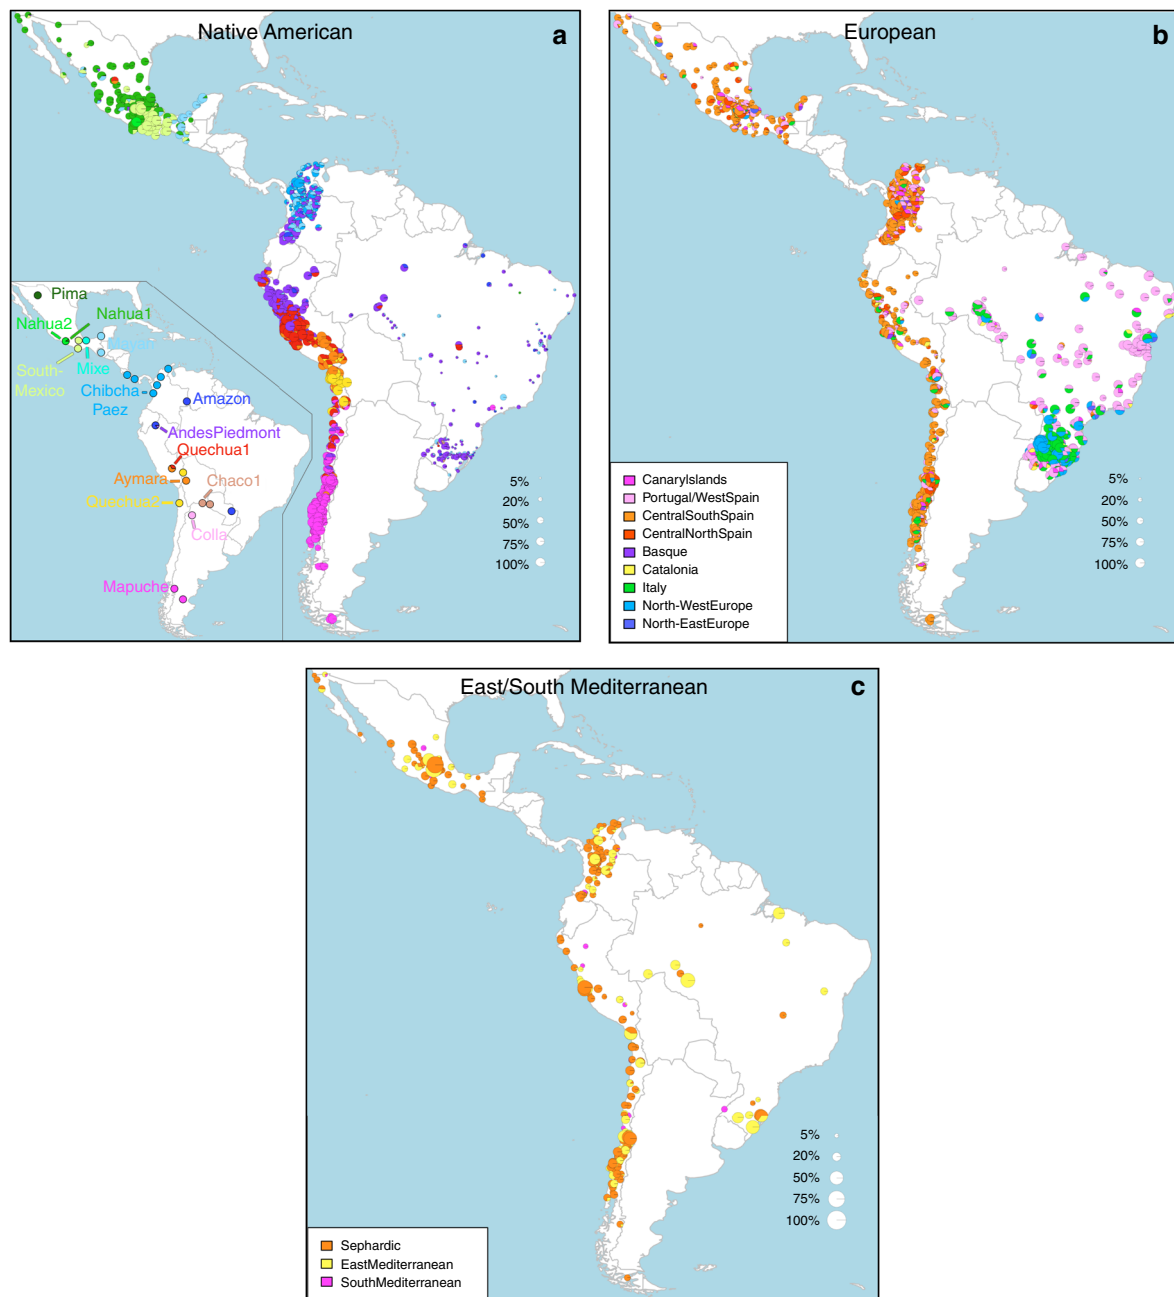 Native American
a
Pima
Nahua1
Nahua2
Mayan
South-
Mexico
Mixe
Chibcha
Paez
Amazon
AndesPiedmont
Quechua1
Aymara
Chaco1
Quechus2
Colla
Mapuche
5%
20%
50%
75%
100%
European
b
CanaryIslands
Portugal/WestSpain
CentralSouthSpain
CentralNorthSpain
Basque
Catalonia
Italy
North-WestEurope
North-EastEurope
5%
20%
50%
75%
100%
East/South Mediterranean
c
Sephardic
EastMediterranean
SouthMediterranean
5%
20%
50%
75%
100%